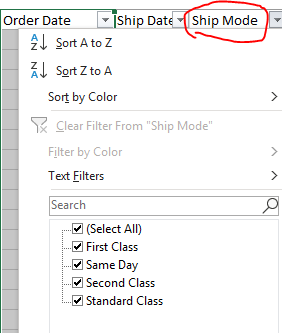 Order Date Ship Date Ship Mode
Sort A to Z
Sort Z to A
Sort by Color
Clear Filter From "Ship Mode"
Filter by Color
Text Filters
Search
(Select All)
First Class
Same Day
Second Class
Standard Class